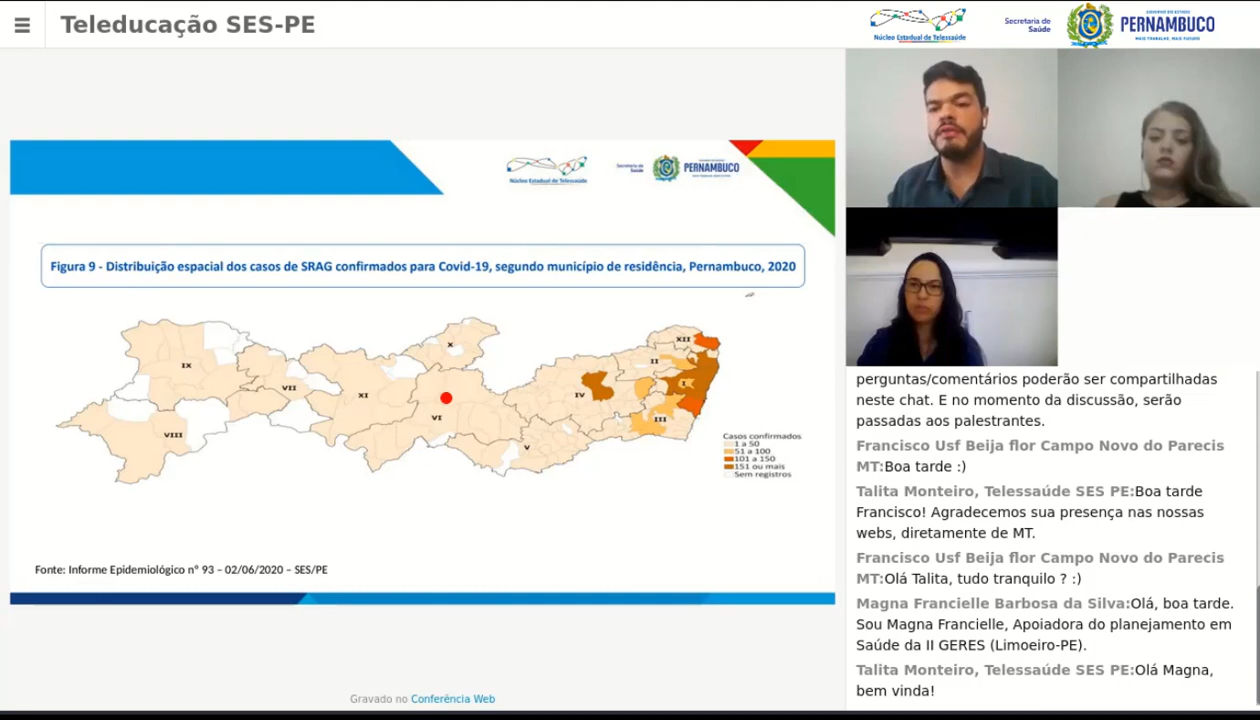 Teleducação SES-PE
Núcleo Estadual de Telessaúde
Secretaria de
Saúde
GOVERNO DO ESTADO
PERNAMBUCO
MAIS TRABALHO, MAIS FUTURO
Núcleo Estadual de Telessaúde
Secretaria de
Saúde
PERNAMBUCO
Figura 9 - Distribuição espacial dos casos de SRAG confirmados para Covid-19, segundo município de residência, Pernambuco, 2020
XII
X
II
IX
I
VII
XI
IV
VI
III
VIII
V
Casos confirmados
1 a 50
51 a 100
101 a 150
151 ou mais
Sem registros
Fonte: Informe Epidemiológico nº 93 – 02/06/2020 – SES/PE
Gravado no Conferência Web
perguntas/comentários poderão ser compartilhadas
neste chat. E no momento da discussão, serão
passadas aos palestrantes.
Francisco Usf Beija flor Campo Novo do Parecis
MT:Boa tarde :)
Talita Monteiro, Telessaúde SES PE:Boa tarde
Francisco! Agradecemos sua presença nas nossas
webs, diretamente de MT.
Francisco Usf Beija flor Campo Novo do Parecis
MT:Olá Talita, tudo tranquilo ? :)
Magna Francielle Barbosa da Silva:Olá, boa tarde.
Sou Magna Francielle, Apoiadora do planejamento em
Saúde da II GERES (Limoeiro-PE).
Talita Monteiro, Telessaúde SES PE:Olá Magna,
bem vinda!